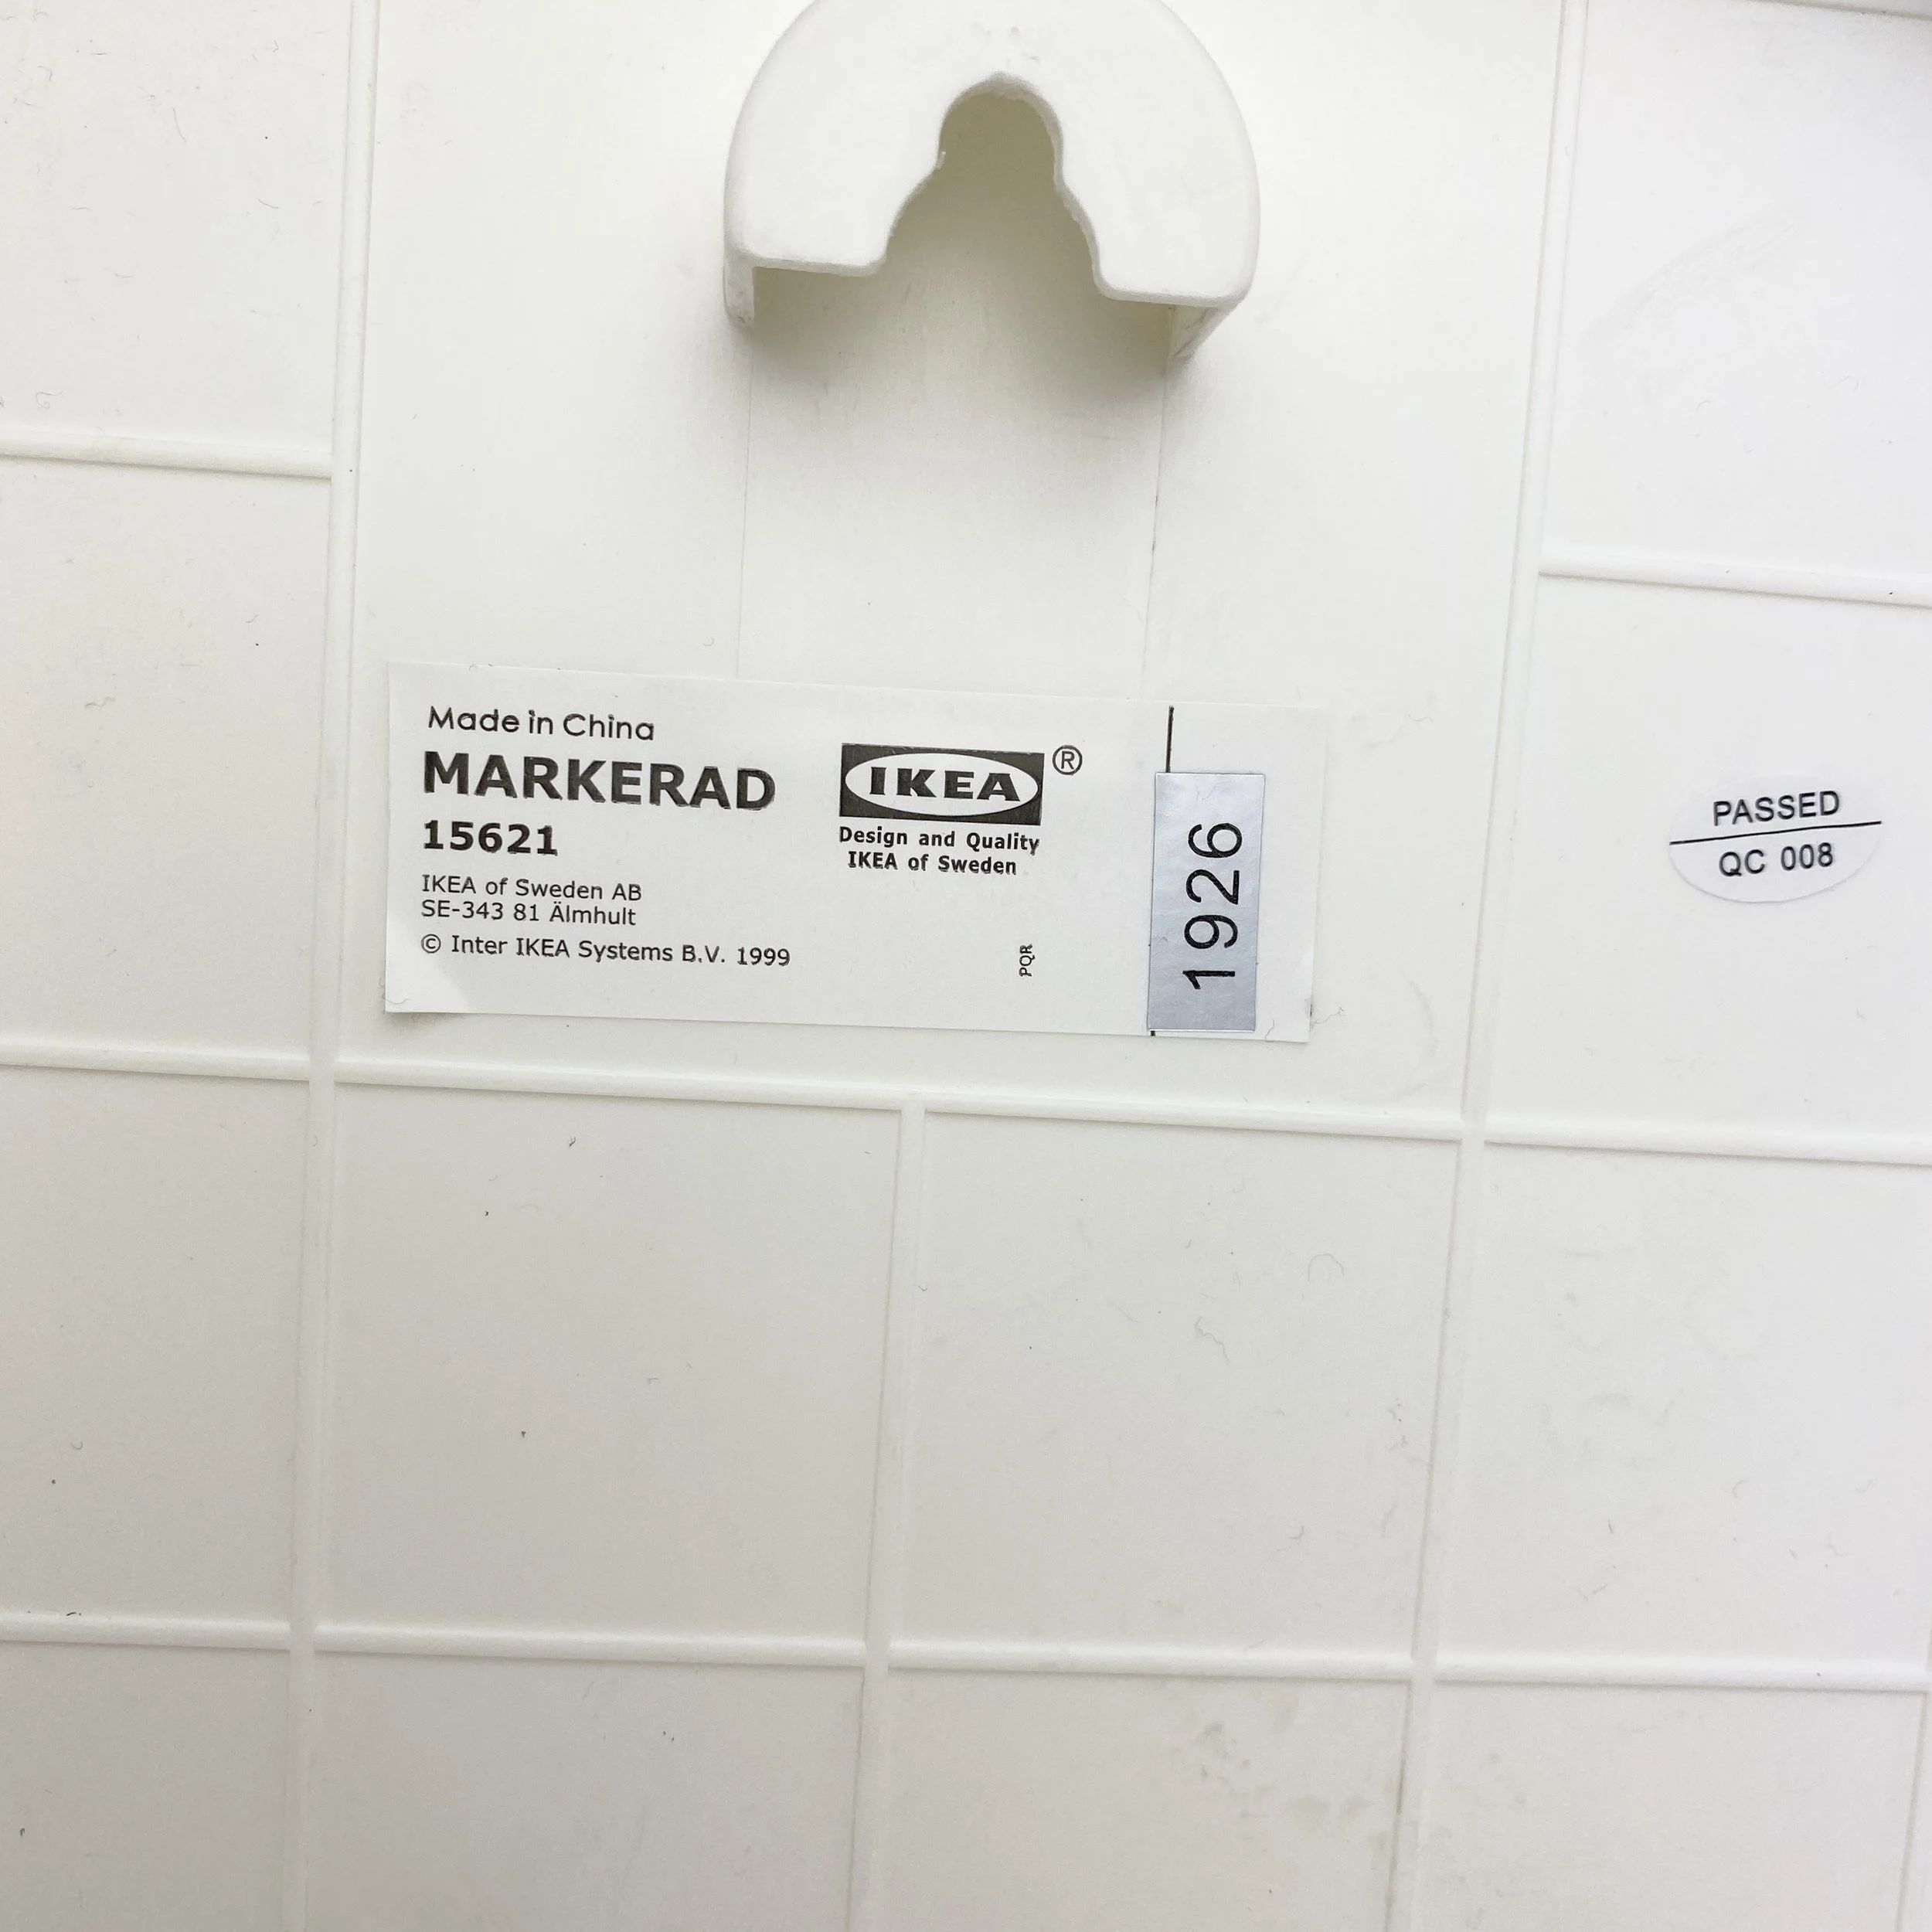 Made in China
MARKERAD
15621
IKEA of Sweden AB
SE-343 81 Älmhult
© Inter IKEA Systems B.V. 1999
IKEA®
Design and Quality
IKEA of Sweden
PQR
1926
PASSED
QC 008